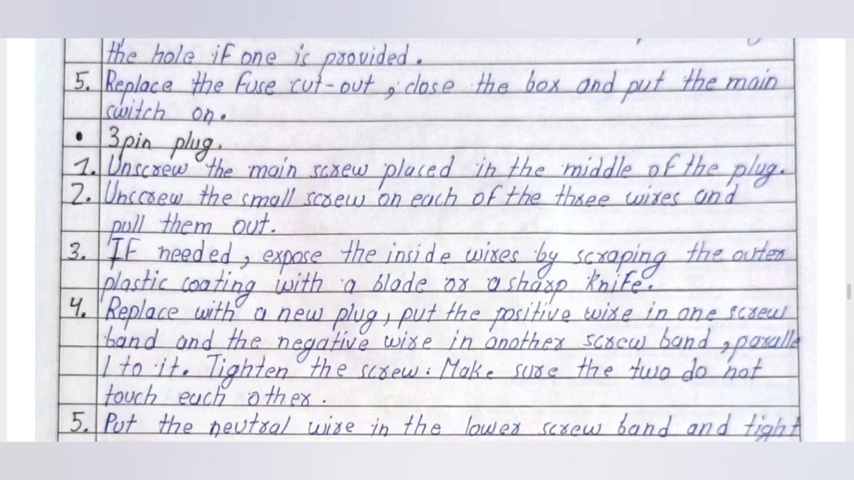 the hole if one is provided.
5. Replace the fuse cut-out, close the box and put the main
switch on.
• 3pin plug.
1. Unscrew the main screw placed in the middle of the plug.
2. Unscrew the small screw on each of the three wires and
pull them out.
3. If needed, expose the inside wires by scraping the outer
plastic coating with a blade or a sharp knife.
4. Replace with a new plug, put the positive wire in one screw
band and the negative wire in another screw band, paralle
l to it. Tighten the screw. Make sure the two do not
touch each other.
5. Put the neutral wire in the lower screw band and tight